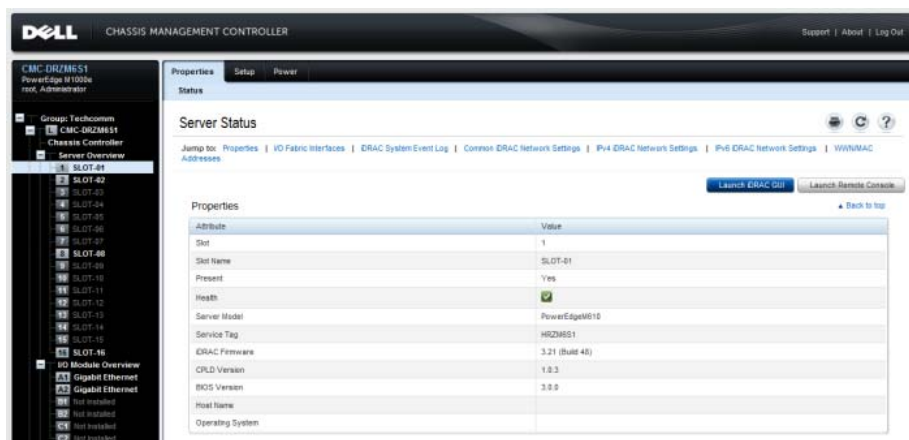 DELL CHASSIS MANAGEMENT CONTROLLER Support | About | Log Out
CMC-DRZM6S1
PowerEdge M1000e
root, Administrator
Properties Setup Power
Status
Group: Techcomm
L CMC-DRZM6S1
Chassis Controller
Server Overview
1 SLOT-01
2 SLOT-02
3 SLOT-03
4 SLOT-04
5 SLOT-05
6 SLOT-06
7 SLOT-07
8 SLOT-08
9 SLOT-09
10 SLOT-10
11 SLOT-11
12 SLOT-12
13 SLOT-13
14 SLOT-14
15 SLOT-15
16 SLOT-16
I/O Module Overview
A1 Gigabit Ethernet
A2 Gigabit Ethernet
B1 Not Installed
B2 Not Installed
C1 Not Installed
C2 Not Installed
Server Status
Jump to: Properties | I/O Fabric Interfaces | iDRAC System Event Log | Common iDRAC Network Settings | IPv4 iDRAC Network Settings | IPv6 iDRAC Network Settings | WWN/MAC
Addresses
Launch iDRAC GUI Launch Remote Console
Properties ▲ Back to top
Attribute Value
Slot 1
Slot Name SLOT-01
Present Yes
Health
Server Model PowerEdgeM610
Service Tag HRZM6S1
iDRAC Firmware 3.21 (Build 48)
CPLD Version 1.0.3
BIOS Version 3.0.0
Host Name
Operating System